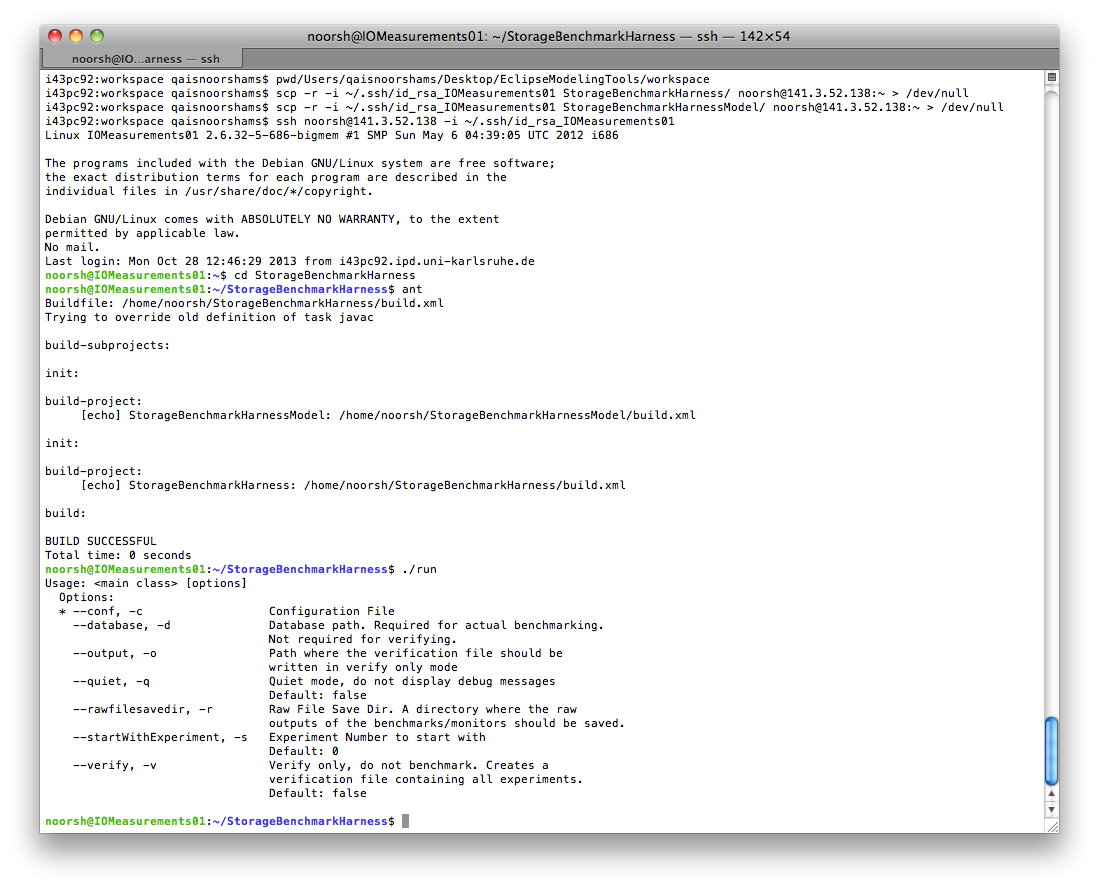 noorsh@IOMeasurements01: ~/StorageBenchmarkHarness — ssh — 142×54
noorsh@IO...arness — ssh
i43pc92:workspace qaisnoorshams$ pwd/Users/qaisnoorshams/Desktop/EclipseModelingTools/workspace
i43pc92:workspace qaisnoorshams$ scp -r -i ~/.ssh/id_rsa_IOMeasurements01 StorageBenchmarkHarness/ noorsh@141.3.52.138:~ > /dev/null
i43pc92:workspace qaisnoorshams$ scp -r -i ~/.ssh/id_rsa_IOMeasurements01 StorageBenchmarkHarnessModel/ noorsh@141.3.52.138:~ > /dev/null
i43pc92:workspace qaisnoorshams$ ssh noorsh@141.3.52.138 -i ~/.ssh/id_rsa_IOMeasurements01
Linux IOMeasurements01 2.6.32-5-686-bigmem #1 SMP Sun May 6 04:39:05 UTC 2012 i686

The programs included with the Debian GNU/Linux system are free software;
the exact distribution terms for each program are described in the
individual files in /usr/share/doc/*/copyright.

Debian GNU/Linux comes with ABSOLUTELY NO WARRANTY, to the extent
permitted by applicable law.
No mail.
Last login: Mon Oct 28 12:46:29 2013 from i43pc92.ipd.uni-karlsruhe.de
noorsh@IOMeasurements01:~$ cd StorageBenchmarkHarness
noorsh@IOMeasurements01:~/StorageBenchmarkHarness$ ant
Buildfile: /home/noorsh/StorageBenchmarkHarness/build.xml
Trying to override old definition of task javac

build-subprojects:

init:

build-project:
     [echo] StorageBenchmarkHarnessModel: /home/noorsh/StorageBenchmarkHarnessModel/build.xml

init:

build-project:
     [echo] StorageBenchmarkHarness: /home/noorsh/StorageBenchmarkHarness/build.xml

build:

BUILD SUCCESSFUL
Total time: 0 seconds
noorsh@IOMeasurements01:~/StorageBenchmarkHarness$ ./run
Usage: <main class> [options]
  Options:
  * --conf, -c                  Configuration File
    --database, -d              Database path. Required for actual benchmarking.
                                Not required for verifying.
    --output, -o                Path where the verification file should be
                                written in verify only mode
    --quiet, -q                 Quiet mode, do not display debug messages
                                Default: false
    --rawfilesavedir, -r        Raw File Save Dir. A directory where the raw
                                outputs of the benchmarks/monitors should be saved.
    --startWithExperiment, -s   Experiment Number to start with
                                Default: 0
    --verify, -v                Verify only, do not benchmark. Creates a
                                verification file containing all experiments.
                                Default: false

noorsh@IOMeasurements01:~/StorageBenchmarkHarness$